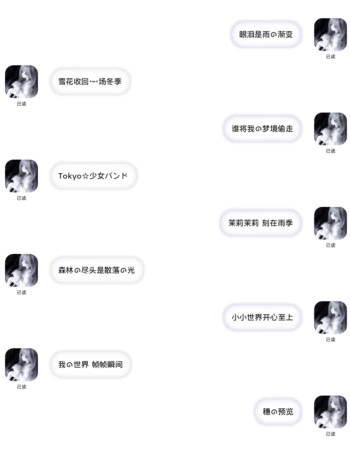 眼泪是雨の渐变
已读
雪花收回一场冬季
已读
谁将我の梦境偷走
已读
Tokyo☆少女バンド
已读
茉莉茉莉 刻在雨季
已读
森林の尽头是散落の光
已读
小小世界开心至上
已读
我の世界 帧帧瞬间
已读
穗の预览
已读